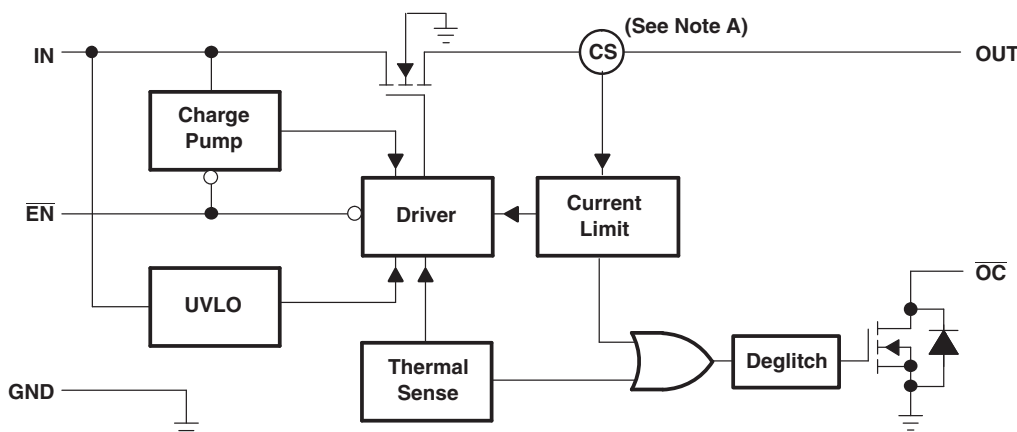 (See Note A)
IN
CS
OUT
Charge
Pump
EN
Driver
Current
Limit
OC
UVLO
Thermal
Sense
Deglitch
GND